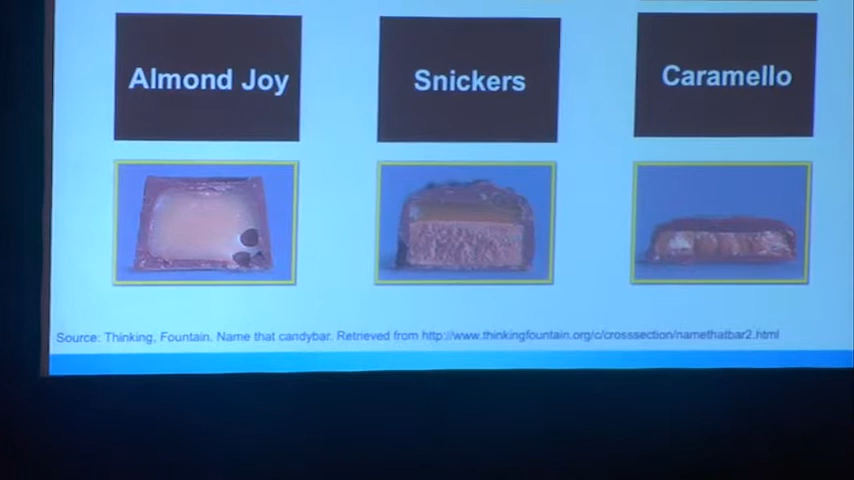 Almond Joy
Snickers
Caramello
Source: Thinking, Fountain. Name that candybar. Retrieved from http://www.thinkingfountain.org/c/crosssection/namethatbar2.html